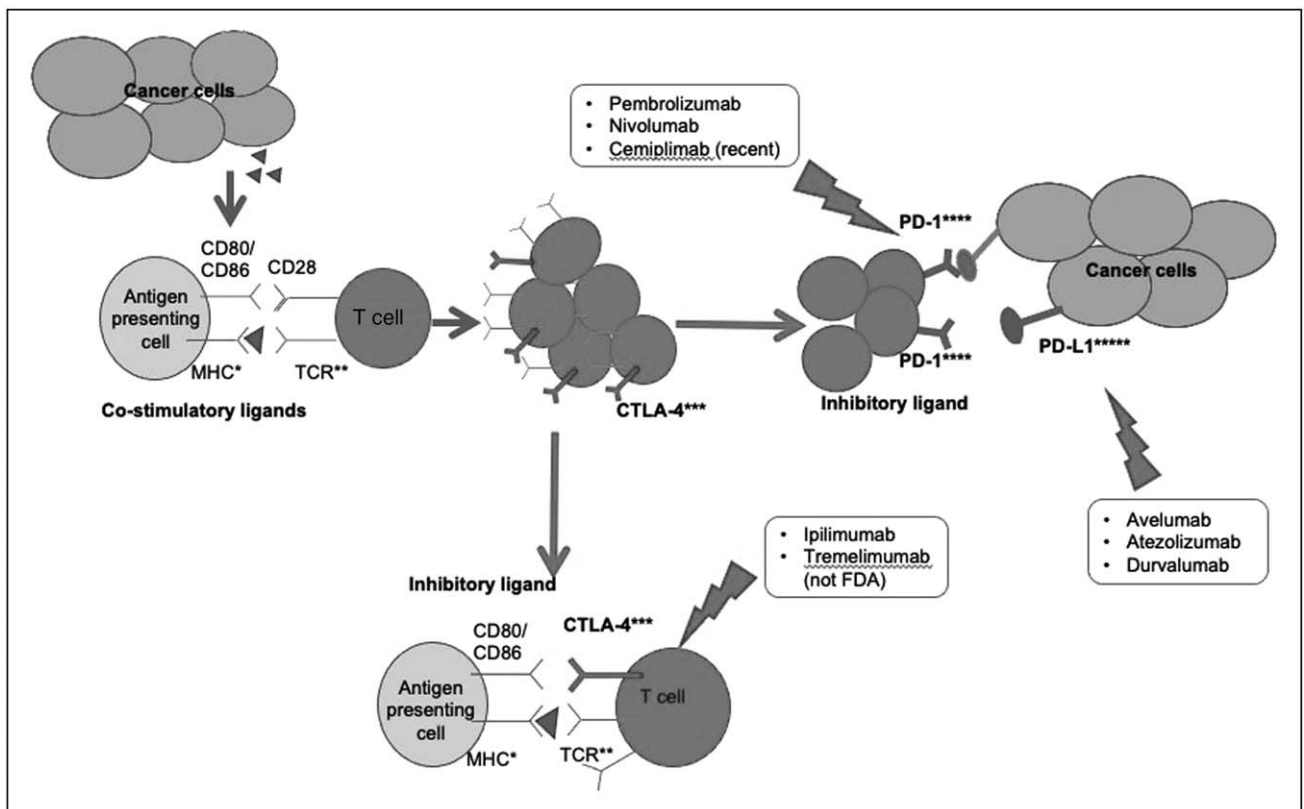 Cancer cells
• Pembrolizumab
• Nivolumab
• Cemiplimab (recent)
PD-1****
Cancer cells
CD80/
CD86
CD28
Antigen
presenting
cell
T cell
MHC*
TCR**
Co-stimulatory ligands
CTLA-4***
PD-1****
Inhibitory ligand
PD-L1*****
• Avelumab
• Atezolizumab
• Durvalumab
• Ipilimumab
• Tremelimumab
(not FDA)
Inhibitory ligand
CD80/
CD86
CTLA-4***
Antigen
presenting
cell
T cell
MHC*
TCR**